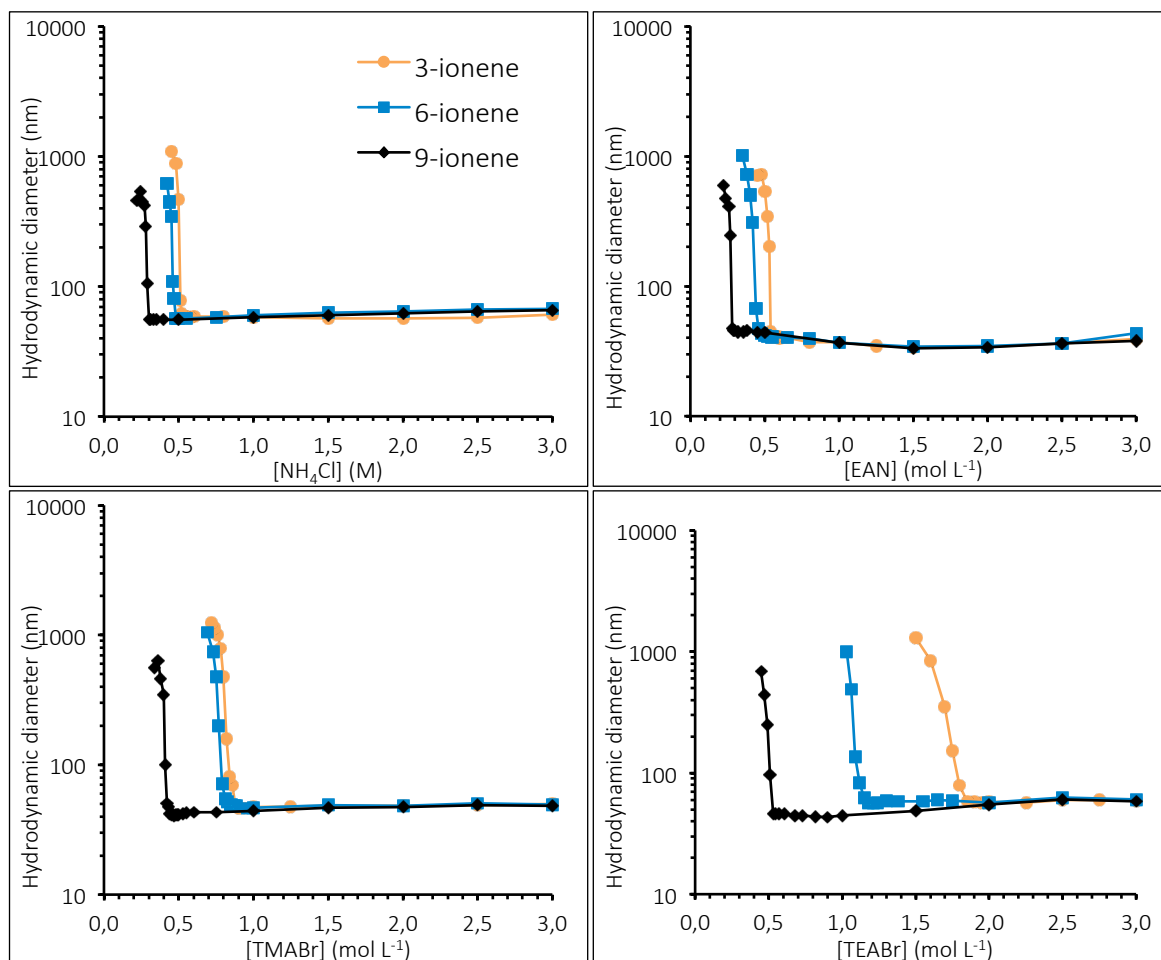 10000
1000
100
10
Hydrodynamic diameter (nm)
3-ionene
6-ionene
9-ionene
0,0 0,5 1,0 1,5 2,0 2,5 3,0
[NH₄Cl] (M)
10000
1000
100
10
Hydrodynamic diameter (nm)
0,0 0,5 1,0 1,5 2,0 2,5 3,0
[EAN] (mol L⁻¹)
10000
1000
100
10
Hydrodynamic diameter (nm)
0,0 0,5 1,0 1,5 2,0 2,5 3,0
[TMABr] (mol L⁻¹)
10000
1000
100
10
Hydrodynamic diameter (nm)
0,0 0,5 1,0 1,5 2,0 2,5 3,0
[TEABr] (mol L⁻¹)